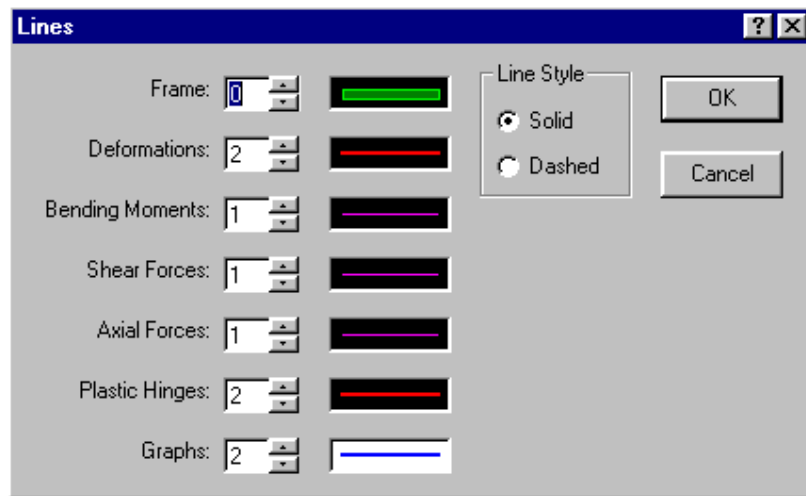 Lines
Frame: 0
Deformations: 2
Bending Moments: 1
Shear Forces: 1
Axial Forces: 1
Plastic Hinges: 2
Graphs: 2
Line Style
Solid
Dashed
OK
Cancel